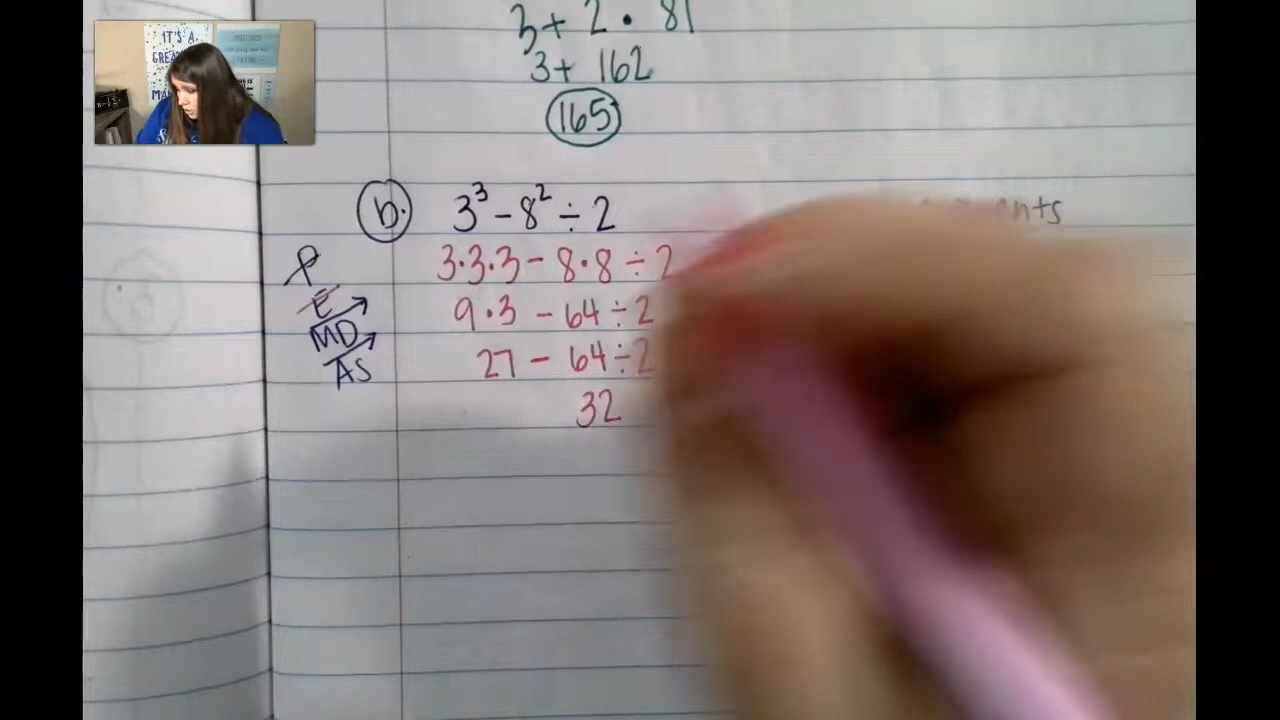 IT'S A
3 + 2 • 81
3 + 162
165
b. 3³ - 8² ÷ 2
P 3·3·3 - 8·8 ÷ 2
E 9·3 - 64 ÷ 2
MD 27 - 64 ÷ 2
AS 32